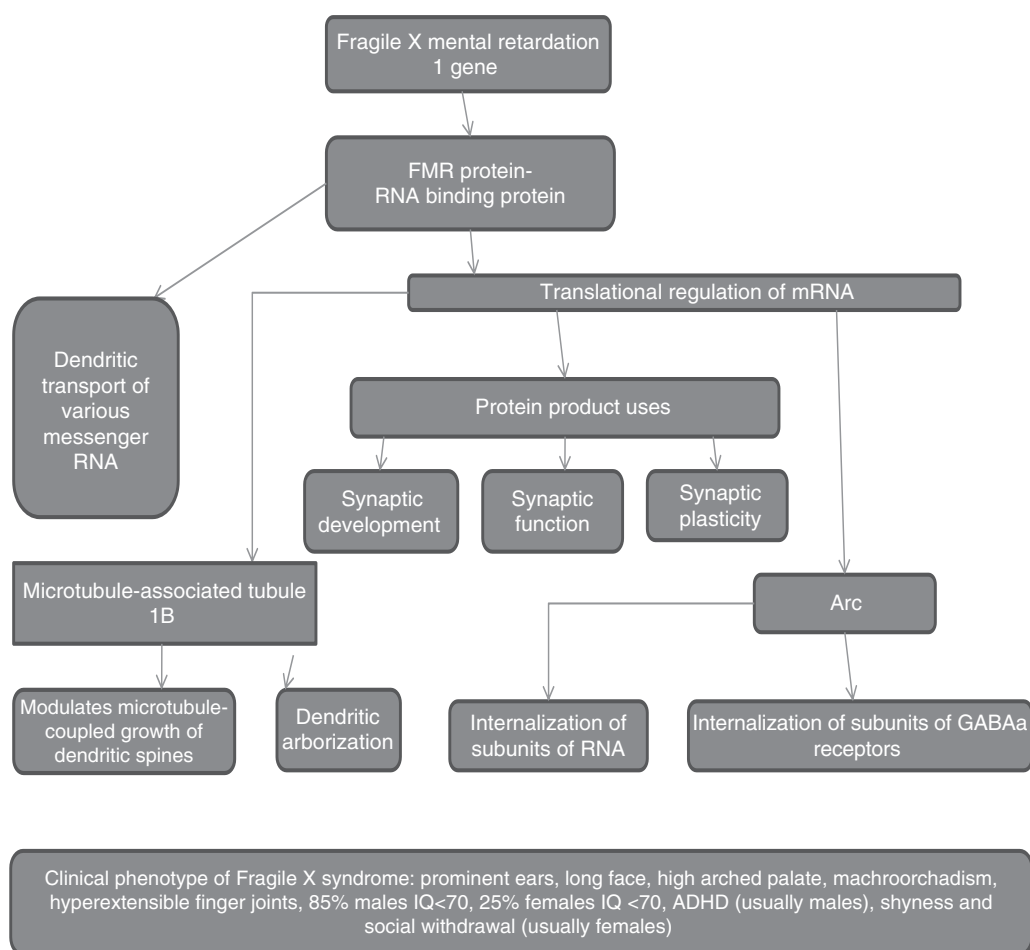 Fragile X mental retardation
1 gene
FMR protein-
RNA binding protein
Translational regulation of mRNA
Dendritic
transport of
various
messenger
RNA
Protein product uses
Synaptic
development
Synaptic
function
Synaptic
plasticity
Microtubule-associated tubule
1B
Arc
Modulates microtubule-
coupled growth of
dendritic spines
Dendritic
arborization
Internalization of
subunits of RNA
Internalization of subunits of GABAa
receptors
Clinical phenotype of Fragile X syndrome: prominent ears, long face, high arched palate, machroorchadism,
hyperextensible finger joints, 85% males IQ<70, 25% females IQ <70, ADHD (usually males), shyness and
social withdrawal (usually females)